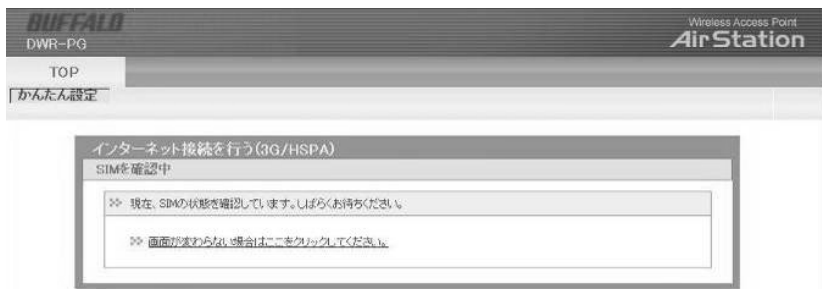 BUFFALO
DWR-PG
Wireless Access Point
AirStation
TOP
かんたん設定
インターネット接続を行う(3G/HSPA)
SIMを確認中
現在、SIMの状態を確認しています。しばらくお待ちください。
画面が変わらない場合はここをクリックしてください。